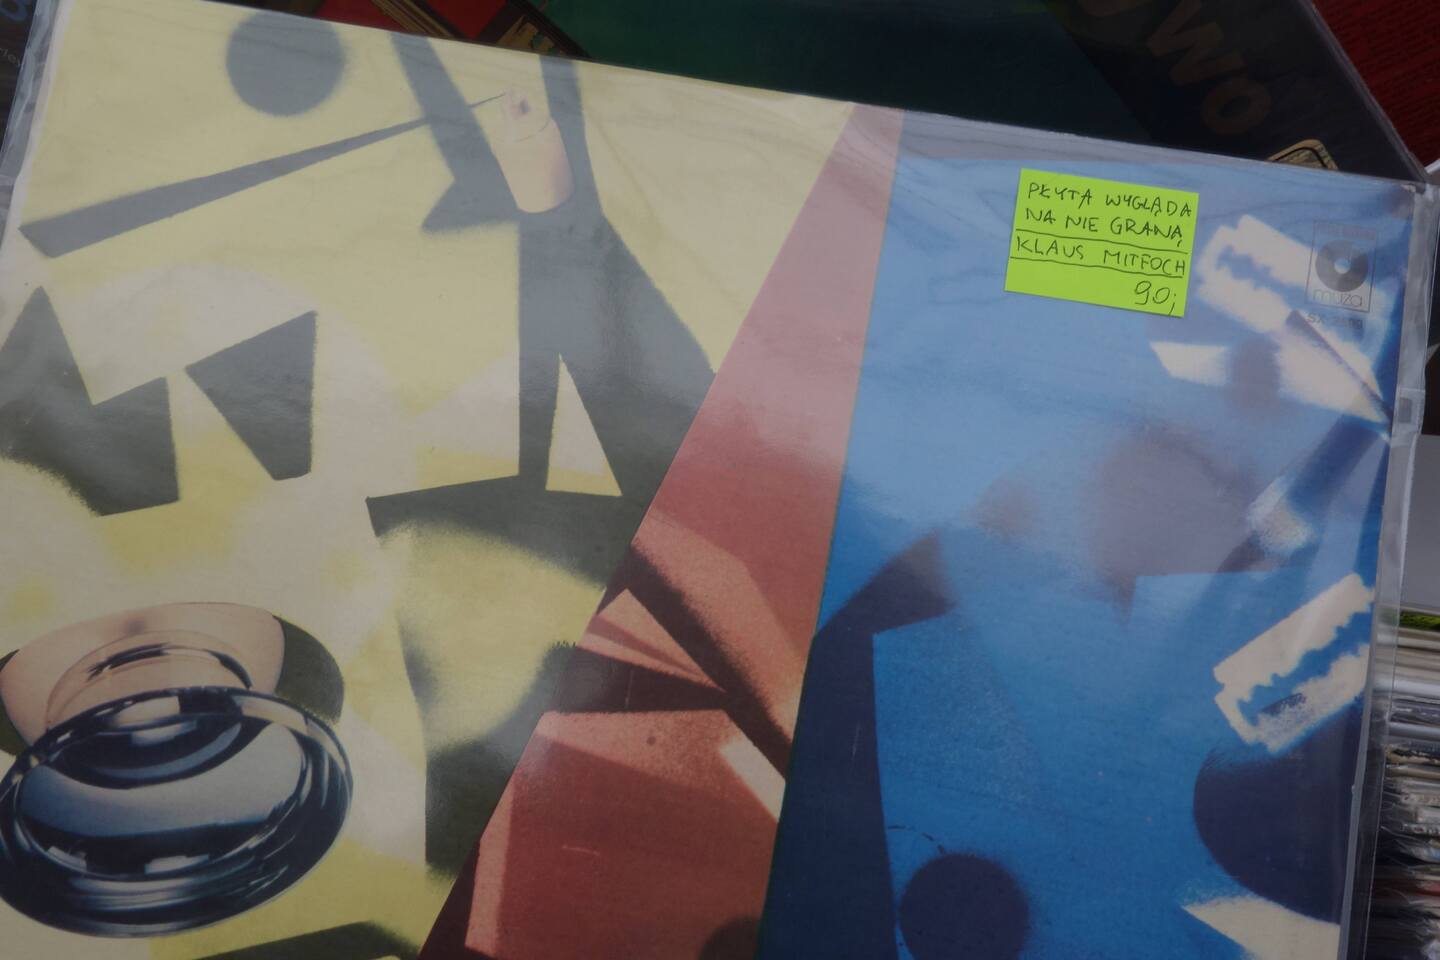 PŁYTA WYGLĄDA
NA NIE GRANĄ
KLAUS MITFOCH
90;
muza